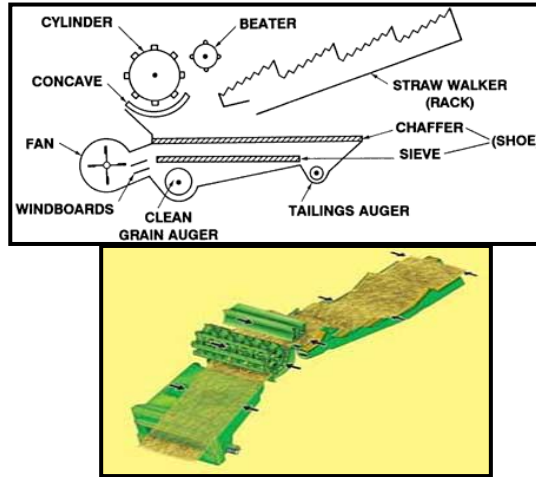 CYLINDER
BEATER
CONCAVE
STRAW WALKER
(RACK)
CHAFFER
(SHOE
FAN
SIEVE
WINDBOARDS
CLEAN
GRAIN AUGER
TAILINGS AUGER